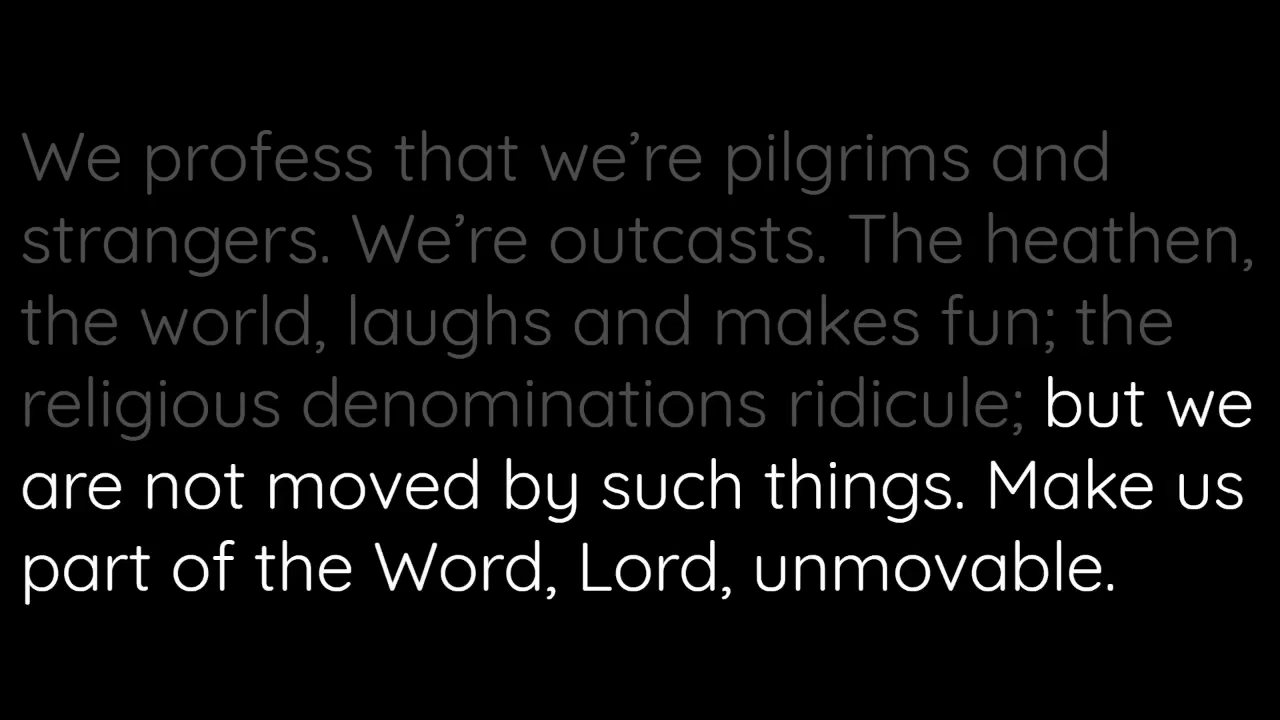 We profess that we’re pilgrims and
strangers. We’re outcasts. The heathen,
the world, laughs and makes fun; the
religious denominations ridicule; but we
are not moved by such things. Make us
part of the Word, Lord, unmovable.